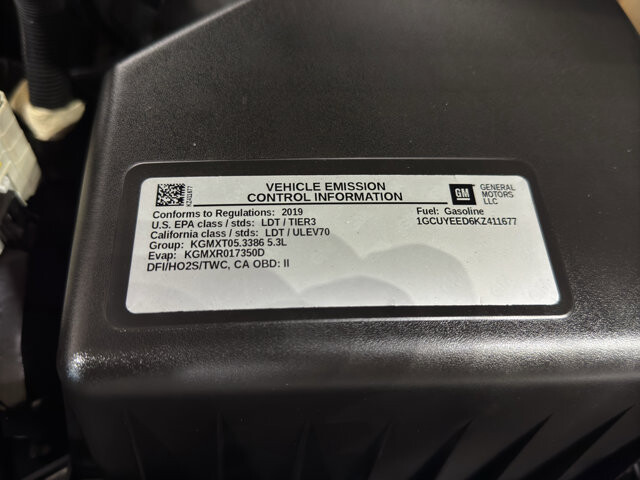 VEHICLE EMISSION
CONTROL INFORMATION
GM
GENERAL
MOTORS
LLC
Conforms to Regulations: 2019
U.S. EPA class / stds: LDT / TIER3
California class / stds: LDT / ULEV70
Group: KGMXT05.3386 5.3L
Evap: KGMXR017350D
DFI/HO2S/TWC, CA OBD: II
Fuel: Gasoline
1GCUYEED6KZ411677